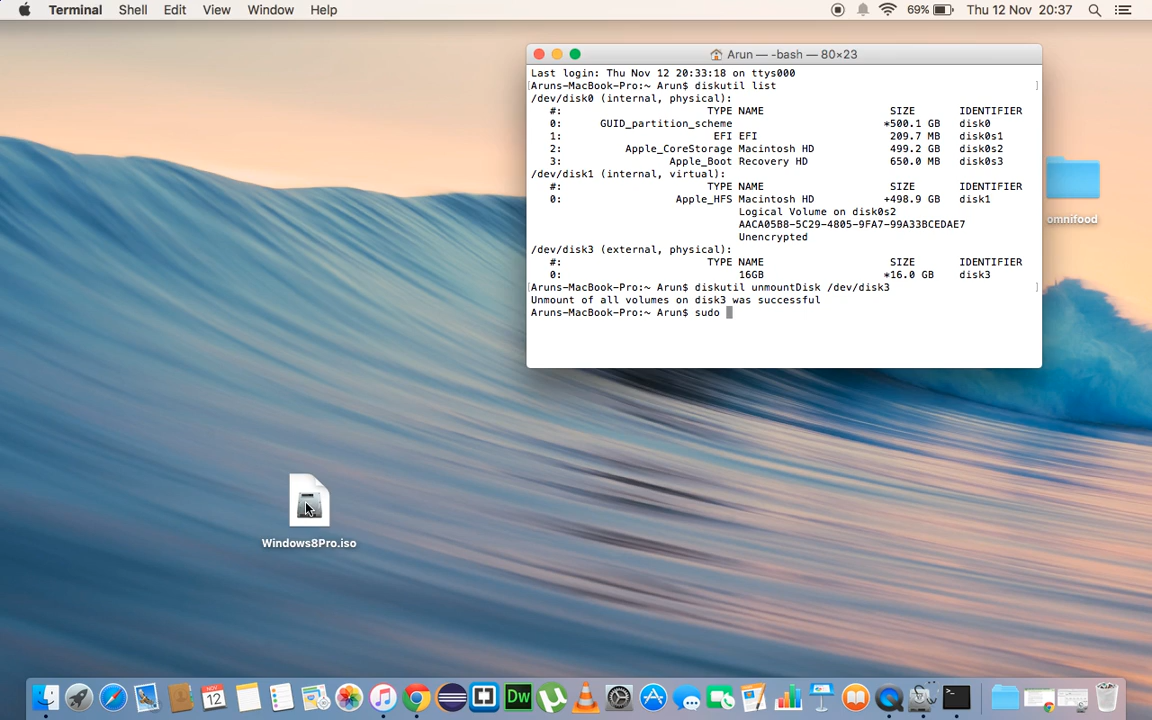 Terminal Shell Edit View Window Help 69% Thu 12 Nov 20:37
Arun — -bash — 80×23
Last login: Thu Nov 12 20:33:18 on ttys000
[Aruns-MacBook-Pro:~ Arun$ diskutil list ]
/dev/disk0 (internal, physical):
#: TYPE NAME SIZE IDENTIFIER
0: GUID_partition_scheme *500.1 GB disk0
1: EFI EFI 209.7 MB disk0s1
2: Apple_CoreStorage Macintosh HD 499.2 GB disk0s2
3: Apple_Boot Recovery HD 650.0 MB disk0s3
/dev/disk1 (internal, virtual):
#: TYPE NAME SIZE IDENTIFIER
0: Apple_HFS Macintosh HD +498.9 GB disk1
Logical Volume on disk0s2
AACA05B8-5C29-4805-9FA7-99A33BCEDAE7
Unencrypted
/dev/disk3 (external, physical):
#: TYPE NAME SIZE IDENTIFIER
0: 16GB *16.0 GB disk3
[Aruns-MacBook-Pro:~ Arun$ diskutil unmountDisk /dev/disk3 ]
Unmount of all volumes on disk3 was successful
Aruns-MacBook-Pro:~ Arun$ sudo
omnifood
Windows8Pro.iso
NOV
12
Dw